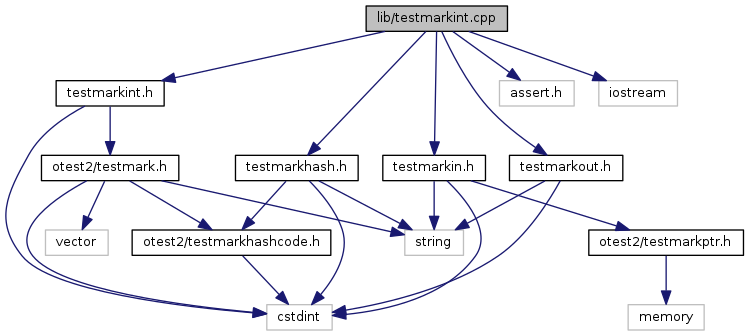 lib/testmarkint.cpp
testmarkint.h
assert.h
iostream
otest2/testmark.h
testmarkhash.h
testmarkin.h
testmarkout.h
vector
otest2/testmarkhashcode.h
string
otest2/testmarkptr.h
cstdint
memory